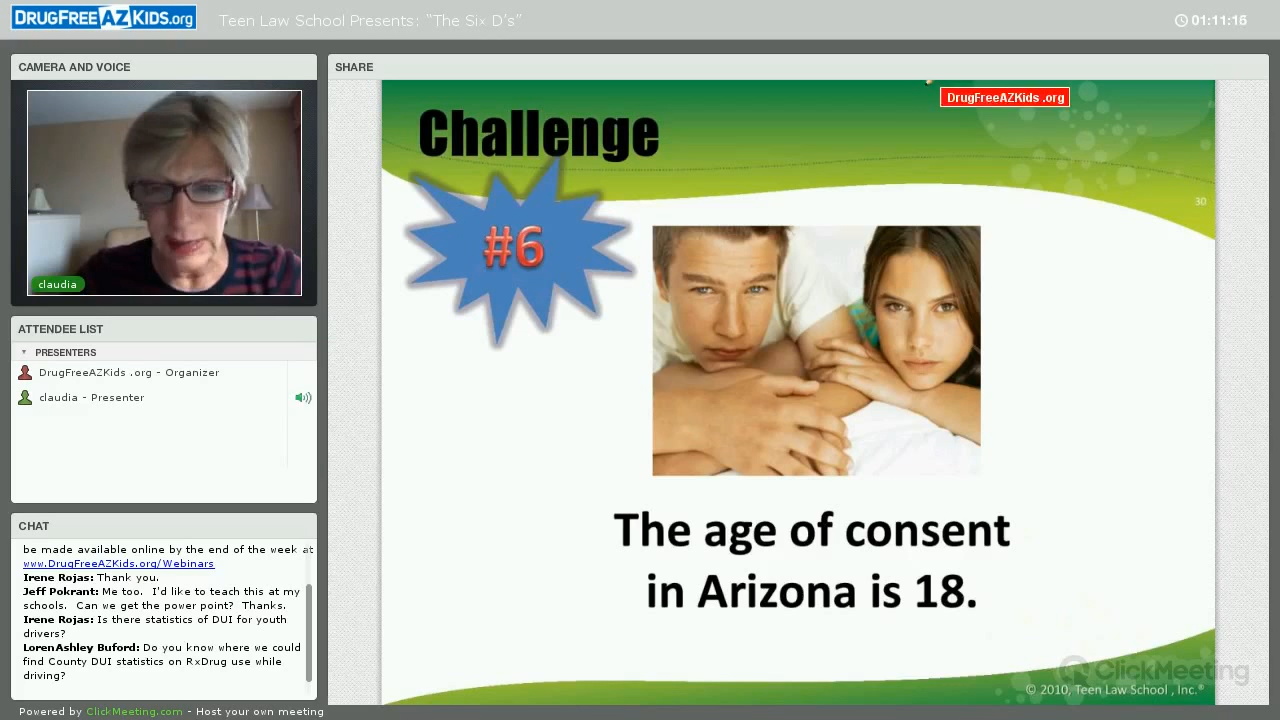 DRUGFREEAZKIDS.org
Teen Law School Presents: "The Six D's"
01:11:16
CAMERA AND VOICE
claudia
ATTENDEE LIST
PRESENTERS
DrugFreeAZKids .org - Organizer
claudia - Presenter
CHAT
be made available online by the end of the week at
www.DrugFreeAZKids.org/Webinars
Irene Rojas: Thank you.
Jeff Pokrant: Me too. I'd like to teach this at my
schools. Can we get the power point? Thanks.
Irene Rojas: Is there statistics of DUI for youth
drivers?
LorenAshley Buford: Do you know where we could
find County DUI statistics on RxDrug use while
driving?
Powered by ClickMeeting.com - Host your own meeting
SHARE
DrugFreeAZKids .org
Challenge
30
#6
The age of consent
in Arizona is 18.
ClickMeeting
© 2010, Teen Law School , Inc.®